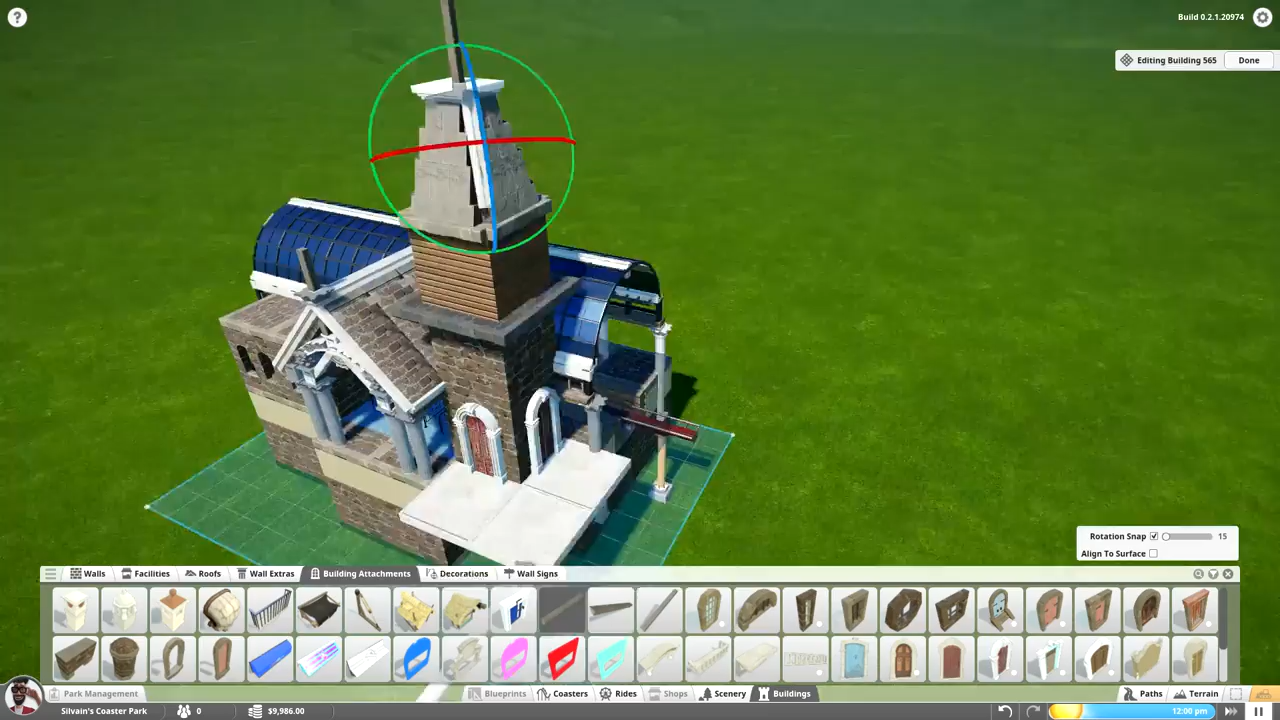 ?
Build 0.2.1.20974
Editing Building 565
Done
Rotation Snap
15
Align To Surface
Walls
Facilities
Roofs
Wall Extras
Building Attachments
Decorations
Wall Signs
Park Management
Blueprints
Coasters
Rides
Shops
Scenery
Buildings
Paths
Terrain
Silvain's Coaster Park
0
$9,986.00
12:00 pm